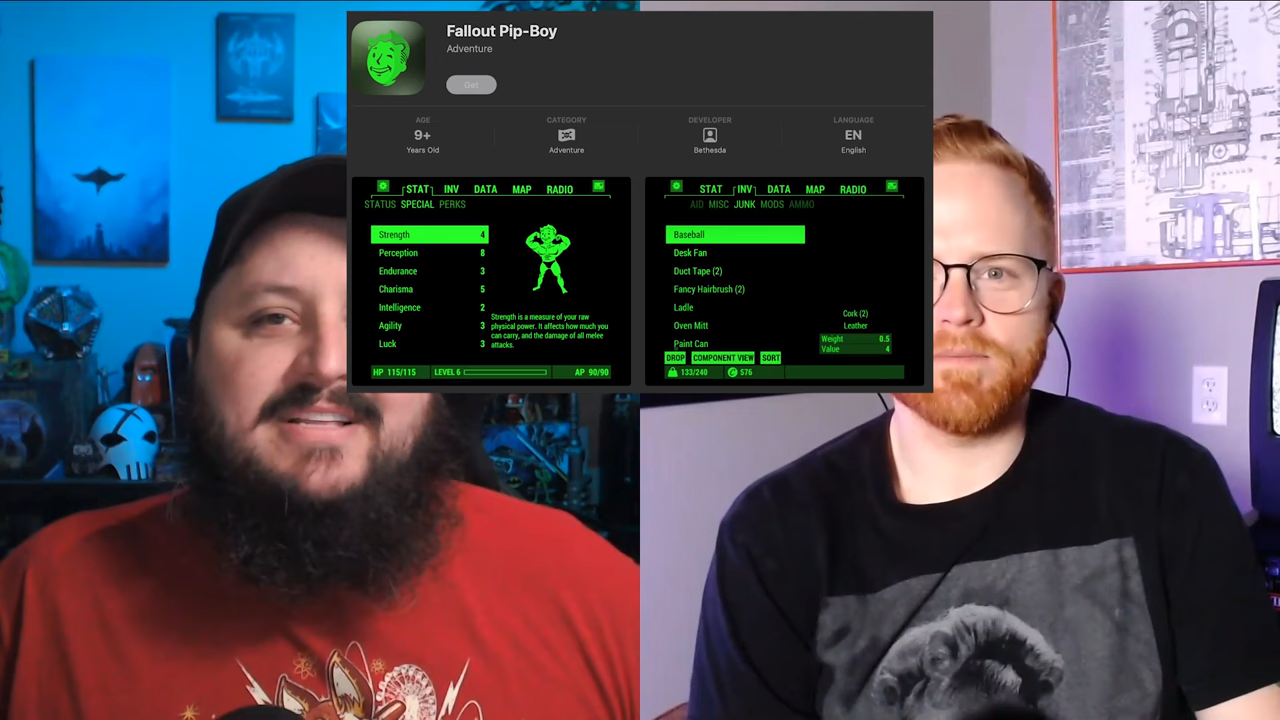 Fallout Pip-Boy
Adventure
Get
AGE
CATEGORY
DEVELOPER
LANGUAGE
9+
EN
Years Old
Adventure
Bethesda
English
STAT INV DATA MAP RADIO
STATUS SPECIAL PERKS
Strength 4
Perception 8
Endurance 3
Charisma 5
Intelligence 2
Agility 3
Luck 3
Strength is a measure of your raw
physical power. It affects how much you
can carry, and the damage of all melee
attacks.
HP 115/115 LEVEL 6 AP 90/90
STAT INV DATA MAP RADIO
AID MISC JUNK MODS AMMO
Baseball
Desk Fan
Duct Tape (2)
Fancy Hairbrush (2)
Ladle
Oven Mitt
Paint Can
Cork (2)
Leather
Weight 0.5
Value 4
DROP COMPONENT VIEW SORT
133/240 576